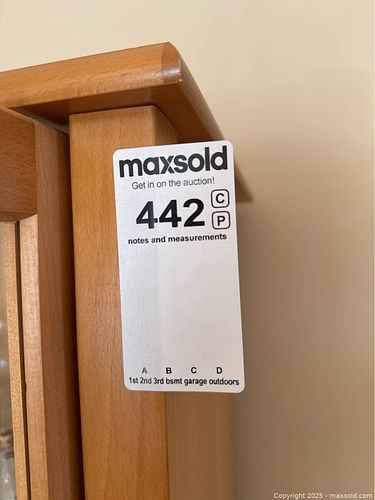 maxsold
Get in on the auction!
442 C
P
notes and measurements
A B C D
1st 2nd 3rd bsmt garage outdoors
Copyright 2025 - maxsold.com